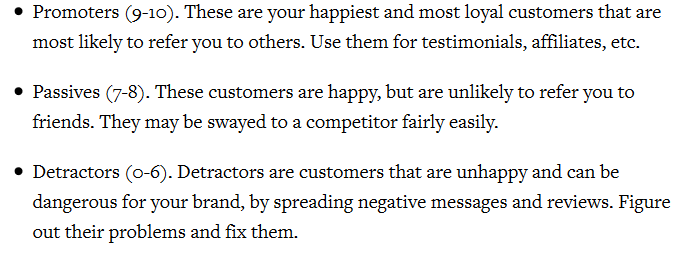 • Promoters (9-10). These are your happiest and most loyal customers that are
most likely to refer you to others. Use them for testimonials, affiliates, etc.
• Passives (7-8). These customers are happy, but are unlikely to refer you to
friends. They may be swayed to a competitor fairly easily.
• Detractors (0-6). Detractors are customers that are unhappy and can be
dangerous for your brand, by spreading negative messages and reviews. Figure
out their problems and fix them.